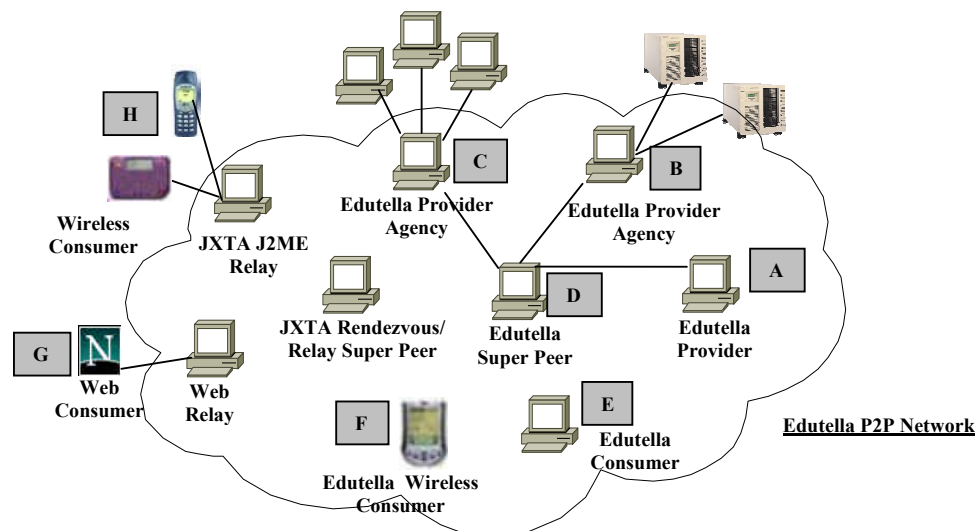 H
C
B
Edutella Provider
Agency
Edutella Provider
Agency
Wireless
Consumer
JXTA J2ME
Relay
A
D
JXTA Rendezvous/
Relay Super Peer
Edutella
Super Peer
Edutella
Provider
G
N
Web
Consumer
Web
Relay
F
E
Edutella Wireless
Consumer
Edutella
Consumer
Edutella P2P Network